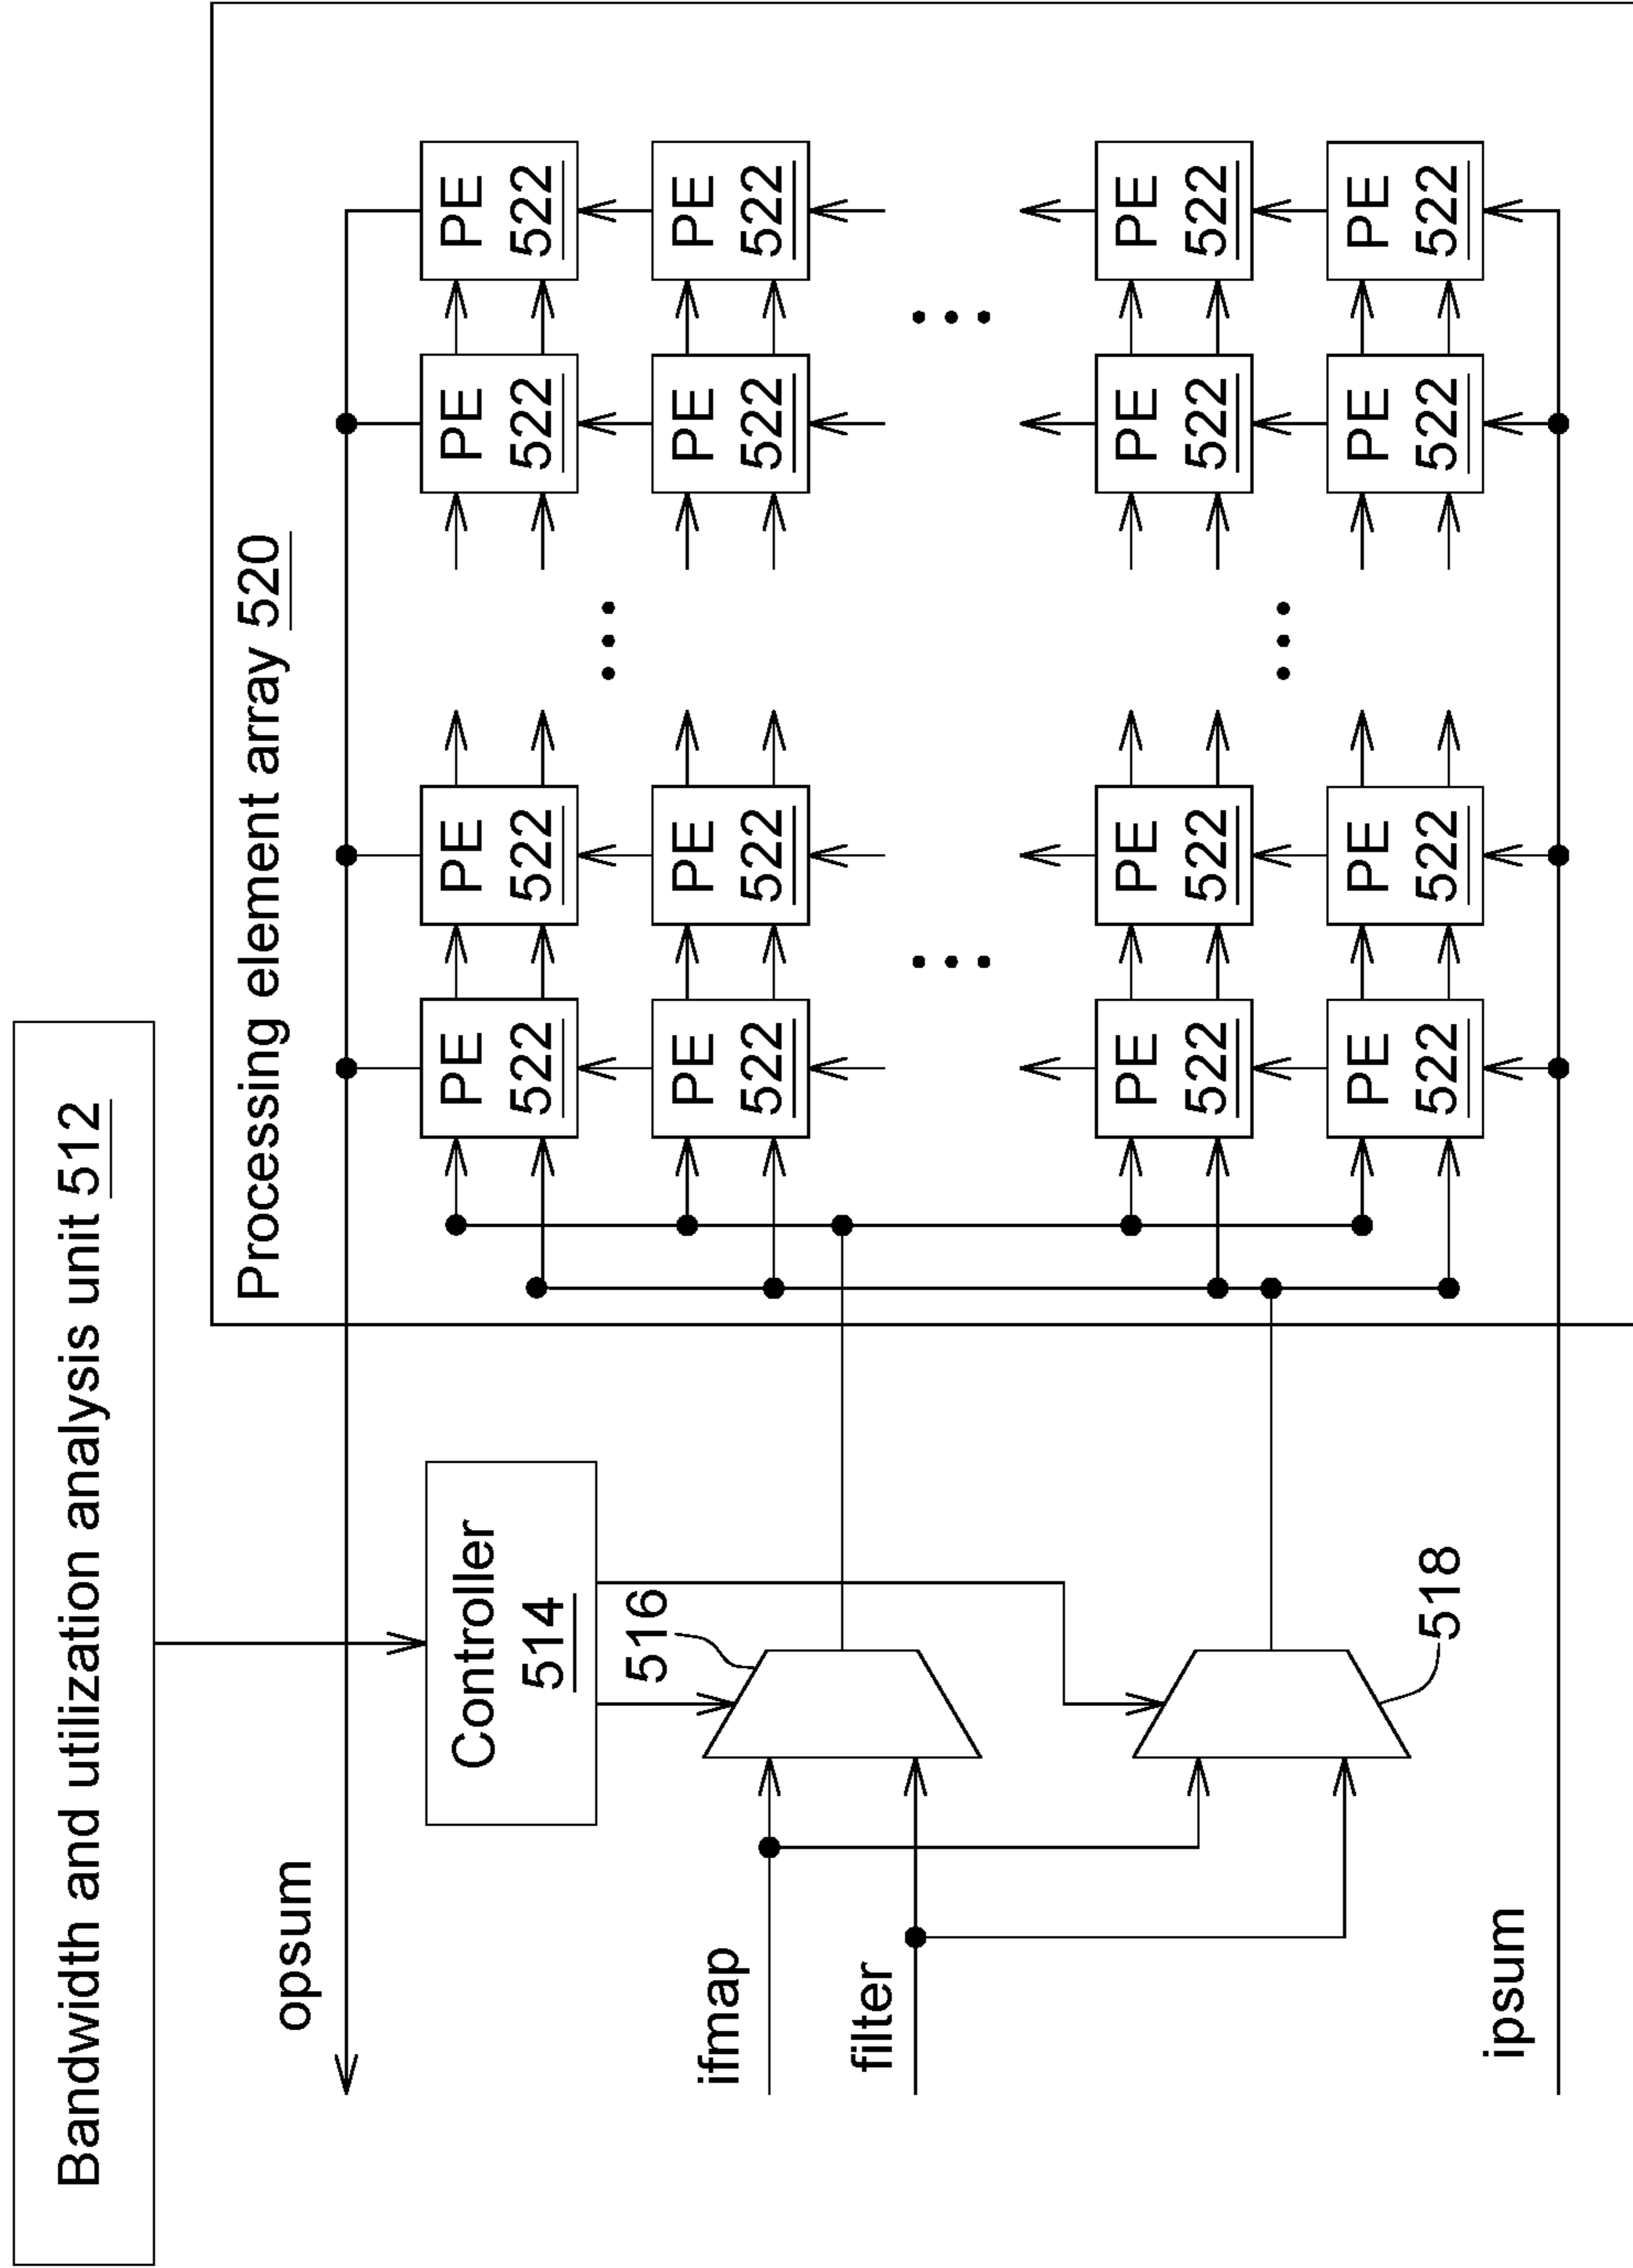 Bandwidth and utilization analysis unit 512
Processing element array 520
opsum
Controller
514
516
ifmap
filter
518
ipsum
PE
522
PE
522
PE
522
PE
522
PE
522
PE
522
PE
522
PE
522
PE
522
PE
522
PE
522
PE
522
PE
522
PE
522
PE
522
PE
522